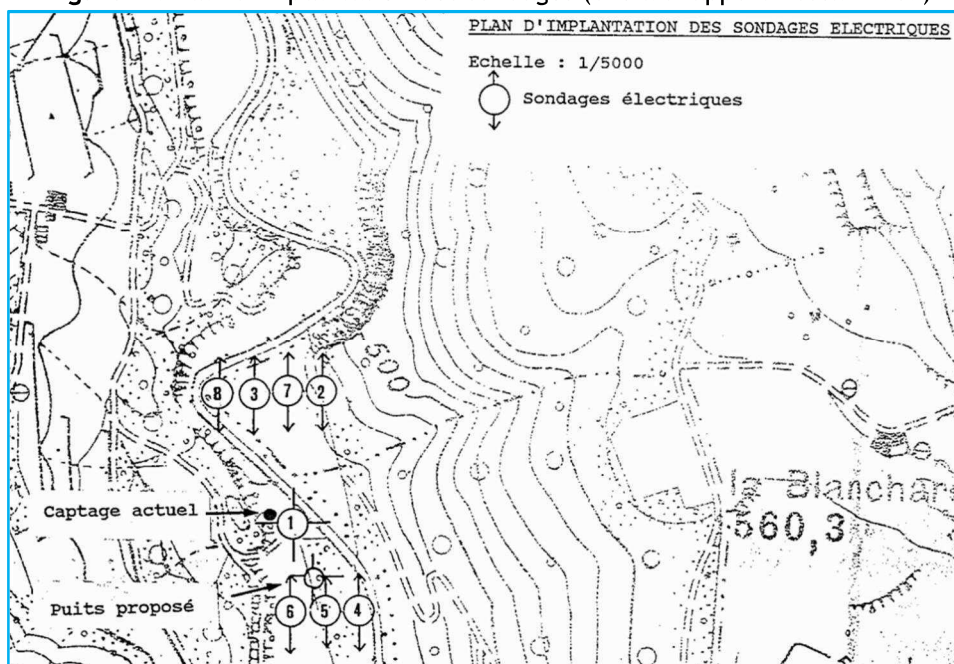 PLAN D'IMPLANTATION DES SONDAGES ELECTRIQUES
Echelle : 1/5000
Sondages électriques
500
8 3 7 2
la Blanchar
560,3
Captage actuel
1
Puits proposé
6 5 4